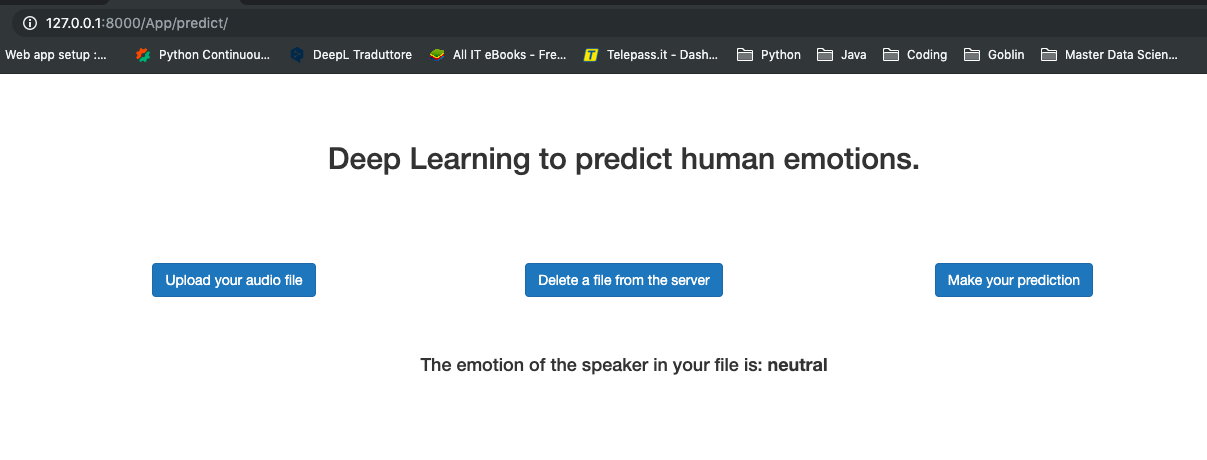 127.0.0.1:8000/App/predict/
Web app setup :... Python Continuou... DeepL Traduttore All IT eBooks - Fre... T Telepass.it - Dash... Python Java Coding Goblin Master Data Scien...
Deep Learning to predict human emotions.
Upload your audio file Delete a file from the server Make your prediction
The emotion of the speaker in your file is: neutral